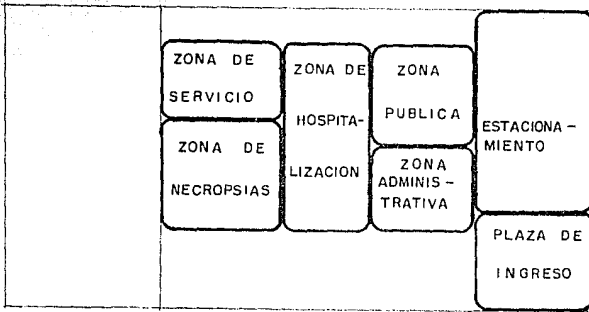 ZONA DE
SERVICIO
ZONA DE
NECROPSIAS
ZONA DE
HOSPITA-
LIZACION
ZONA
PUBLICA
ZONA
ADMINIS-
TRATIVA
ESTACIONA-
MIENTO
PLAZA DE
INGRESO